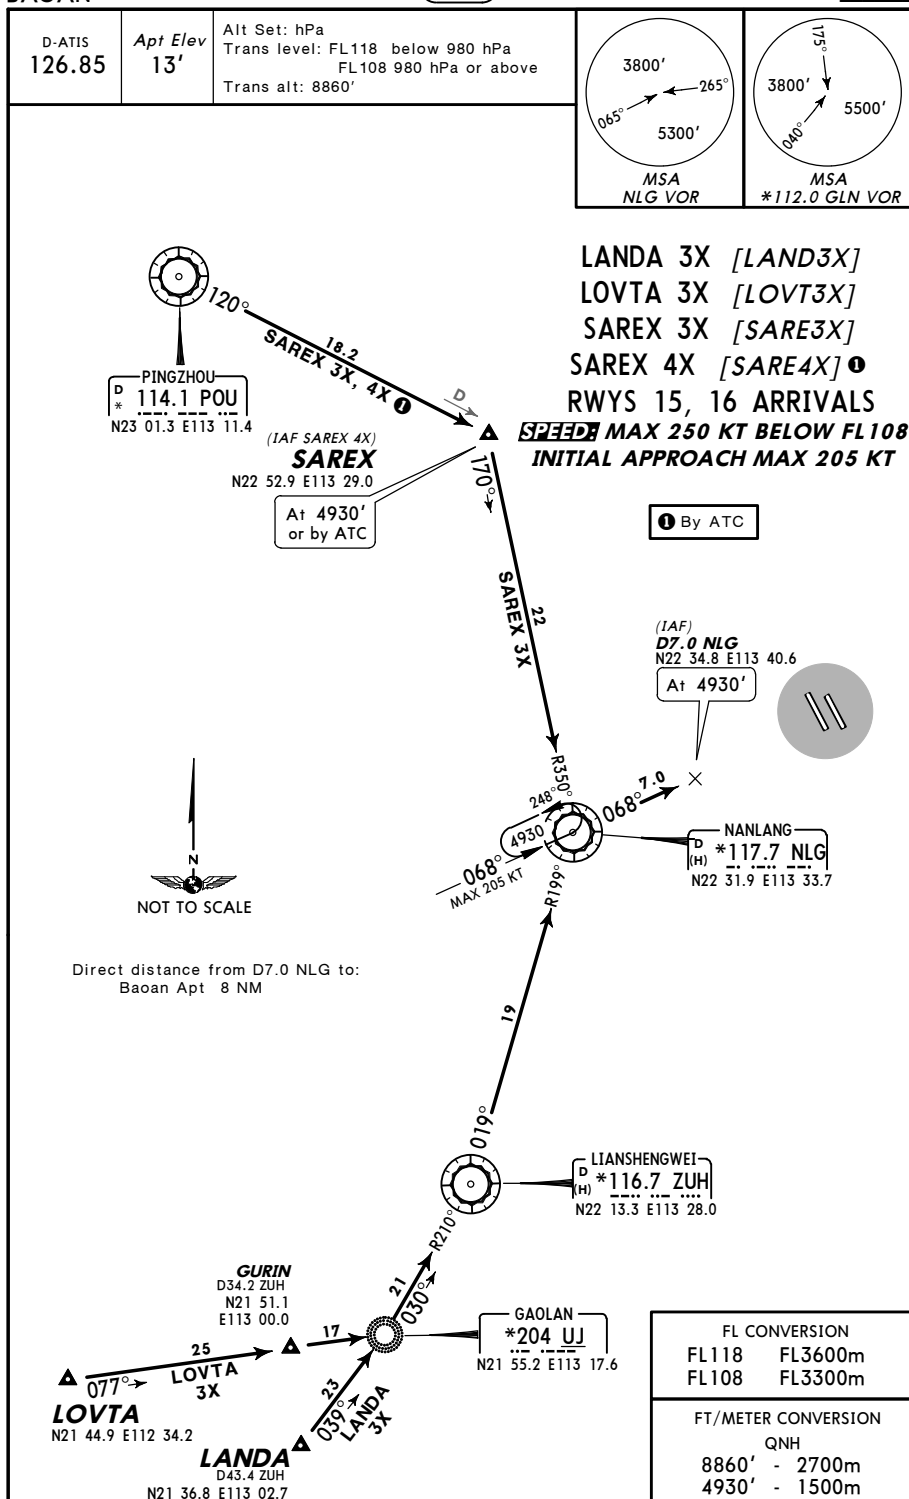 D-ATIS
126.85
Apt Elev
13'
Alt Set: hPa
Trans level: FL118 below 980 hPa
FL108 980 hPa or above
Trans alt: 8860'
3800'
265°
065°
5300'
MSA
NLG VOR
175°
3800'
5500'
040°
MSA
*112.0 GLN VOR
LANDA 3X [LAND3X]
LOVTA 3X [LOVT3X]
SAREX 3X [SARE3X]
SAREX 4X [SARE4X] ❶
RWYS 15, 16 ARRIVALS
SPEED: MAX 250 KT BELOW FL108
INITIAL APPROACH MAX 205 KT
❶ By ATC
120°
18.2
SAREX 3X, 4X ❶
D
PINGZHOU
D
* 114.1 POU
N23 01.3 E113 11.4
(IAF SAREX 4X)
SAREX
N22 52.9 E113 29.0
At 4930'
or by ATC
170°
22
SAREX 3X
(IAF)
D7.0 NLG
N22 34.8 E113 40.6
At 4930'
R350°
248°
4930
068°
MAX 205 KT
068°
7.0
R199°
NANLANG
D
(H) *117.7 NLG
N22 31.9 E113 33.7
N
NOT TO SCALE
Direct distance from D7.0 NLG to:
Baoan Apt 8 NM
19
019°
LIANSHENGWEI
D
(H) *116.7 ZUH
N22 13.3 E113 28.0
R210°
21
030°
GURIN
D34.2 ZUH
N21 51.1
E113 00.0
17
GAOLAN
*204 UJ
N21 55.2 E113 17.6
25
077°
LOVTA
3X
LOVTA
N21 44.9 E112 34.2
23
039°
LANDA
3X
LANDA
D43.4 ZUH
N21 36.8 E113 02.7
FL CONVERSION
FL118 FL3600m
FL108 FL3300m
FT/METER CONVERSION
QNH
8860' - 2700m
4930' - 1500m